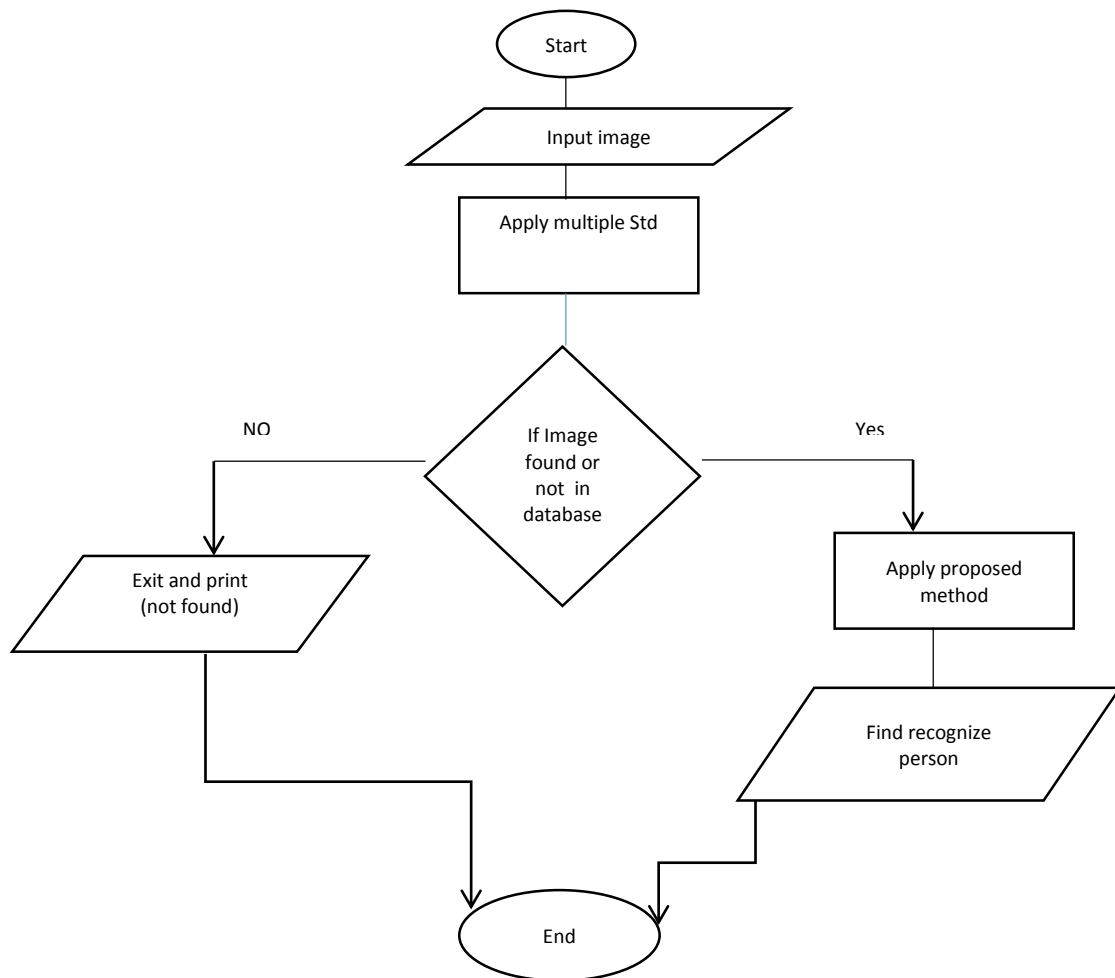 Start
Input image
Apply multiple Std
NO
Yes
If Image
found or
not in
database
Exit and print
(not found)
Apply proposed
method
Find recognize
person
End